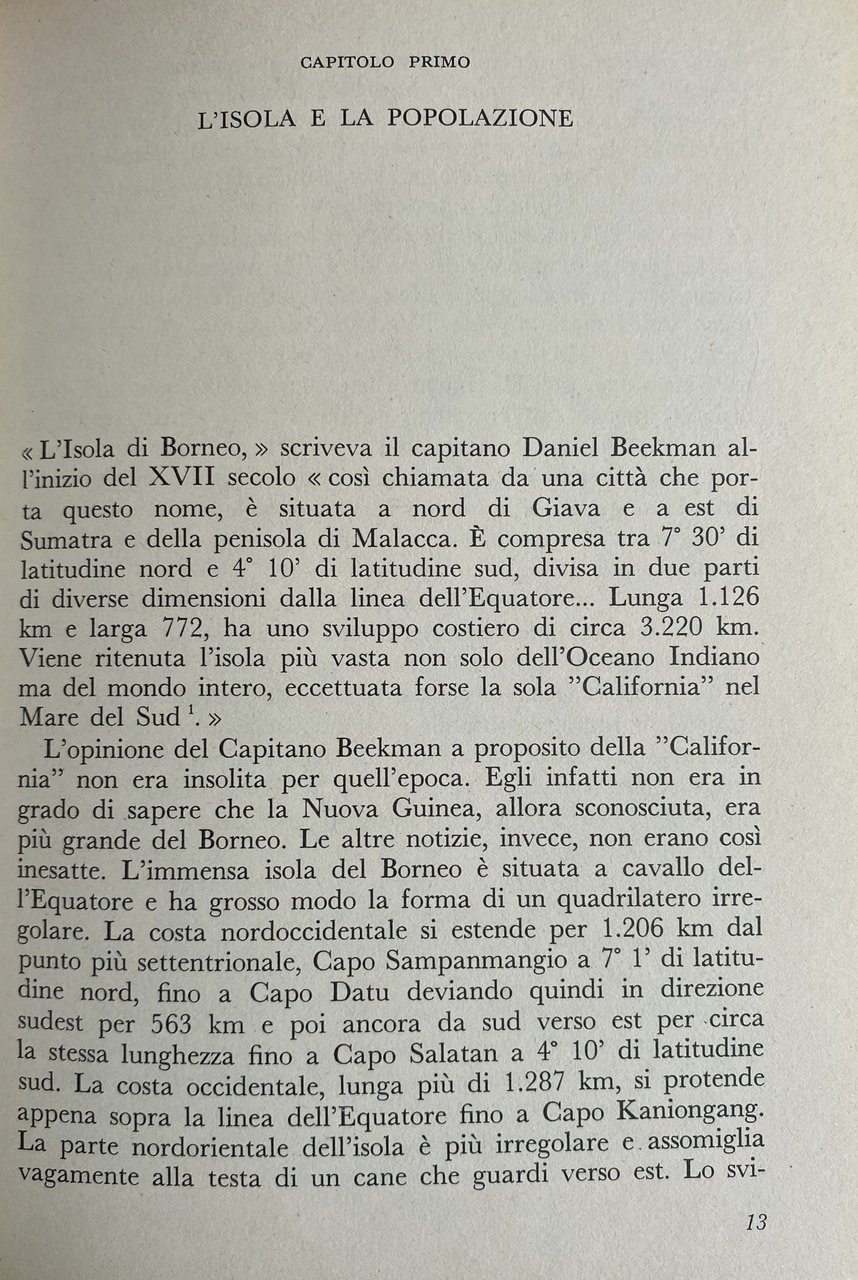 CAPITOLO PRIMO
L'ISOLA E LA POPOLAZIONE
« L'Isola di Borneo, » scriveva il capitano Daniel Beekman al-
l'inizio del XVII secolo « così chiamata da una città che por-
ta questo nome, è situata a nord di Giava e a est di
Sumatra e della penisola di Malacca. È compresa tra 7° 30' di
latitudine nord e 4° 10' di latitudine sud, divisa in due parti
di diverse dimensioni dalla linea dell'Equatore... Lunga 1.126
km e larga 772, ha uno sviluppo costiero di circa 3.220 km.
Viene ritenuta l'isola più vasta non solo dell'Oceano Indiano
ma del mondo intero, eccettuata forse la sola ”California” nel
Mare del Sud ¹. »
L'opinione del Capitano Beekman a proposito della ”Califor-
nia” non era insolita per quell'epoca. Egli infatti non era in
grado di sapere che la Nuova Guinea, allora sconosciuta, era
più grande del Borneo. Le altre notizie, invece, non erano così
inesatte. L'immensa isola del Borneo è situata a cavallo del-
l'Equatore e ha grosso modo la forma di un quadrilatero irre-
golare. La costa nordoccidentale si estende per 1.206 km dal
punto più settentrionale, Capo Sampanmangio a 7° 1' di latitu-
dine nord, fino a Capo Datu deviando quindi in direzione
sudest per 563 km e poi ancora da sud verso est per circa
la stessa lunghezza fino a Capo Salatan a 4° 10' di latitudine
sud. La costa occidentale, lunga più di 1.287 km, si protende
appena sopra la linea dell'Equatore fino a Capo Kaniongang.
La parte nordorientale dell'isola è più irregolare e assomiglia
vagamente alla testa di un cane che guardi verso est. Lo svi-
13